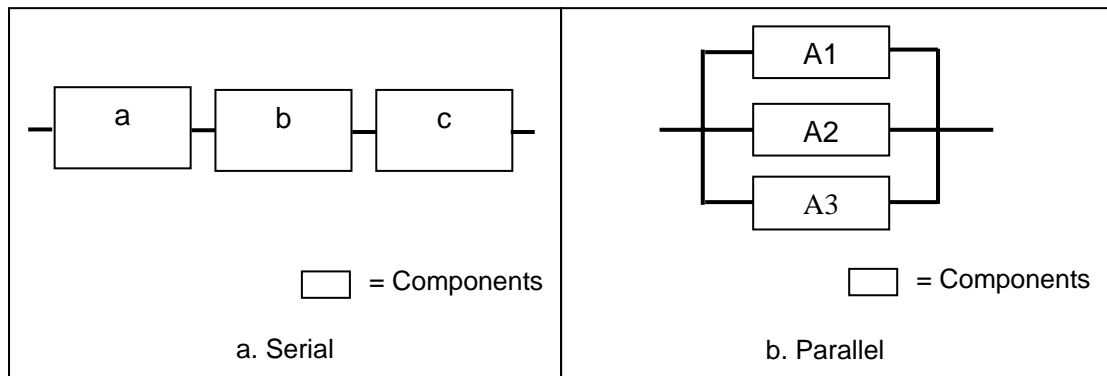 a
b
c
= Components
a. Serial
A1
A2
A3
= Components
b. Parallel